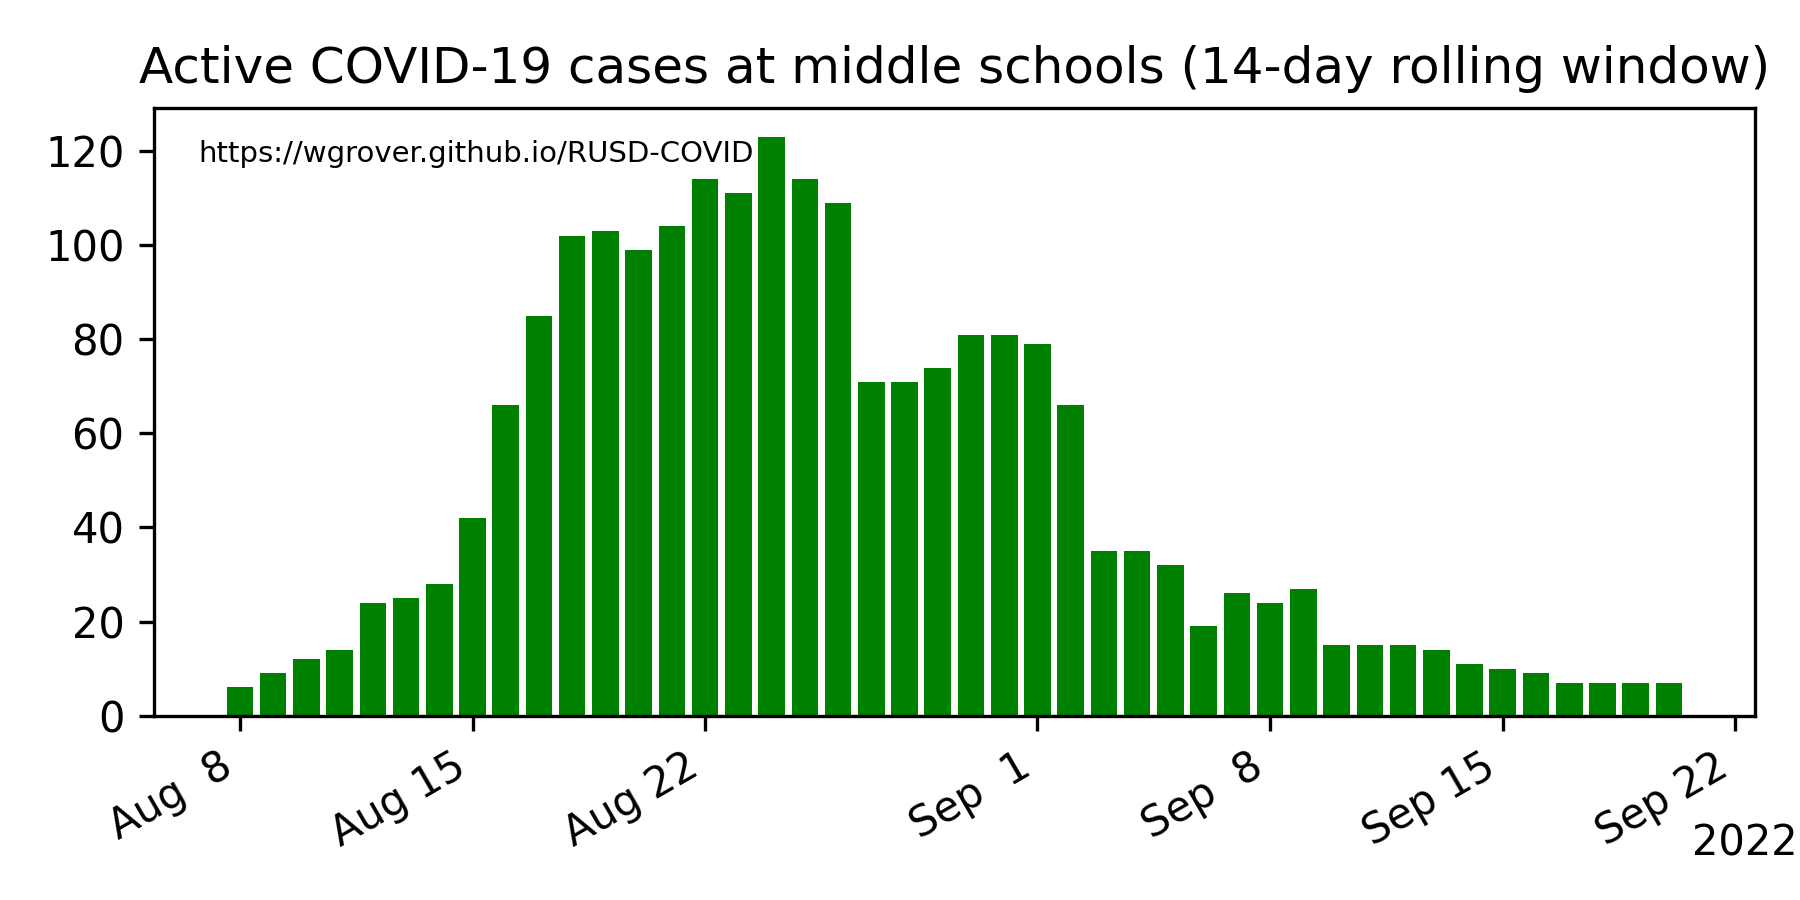 Active COVID-19 cases at middle schools (14-day rolling window)
https://wgrover.github.io/RUSD-COVID
120
100
80
60
40
20
0
Aug 8
Aug 15
Aug 22
Sep 1
Sep 8
Sep 15
Sep 22
2022